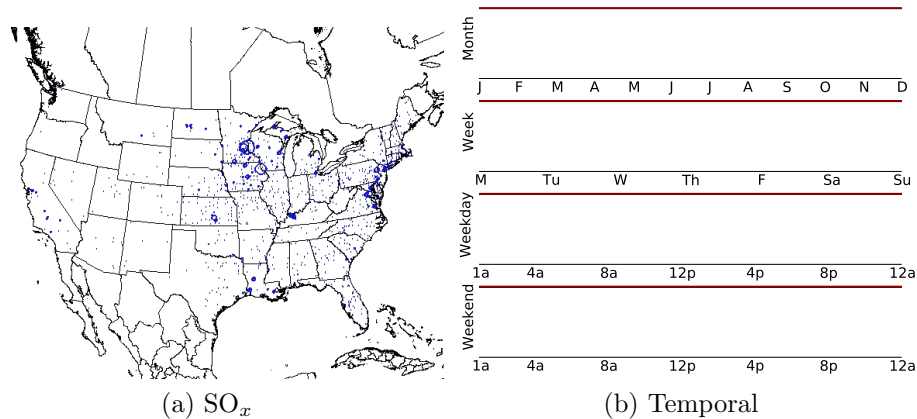 Month
J F M A M J J A S O N D
Week
M Tu W Th F Sa Su
Weekday
1a 4a 8a 12p 4p 8p 12a
Weekend
1a 4a 8a 12p 4p 8p 12a
(a) SOₓ
(b) Temporal